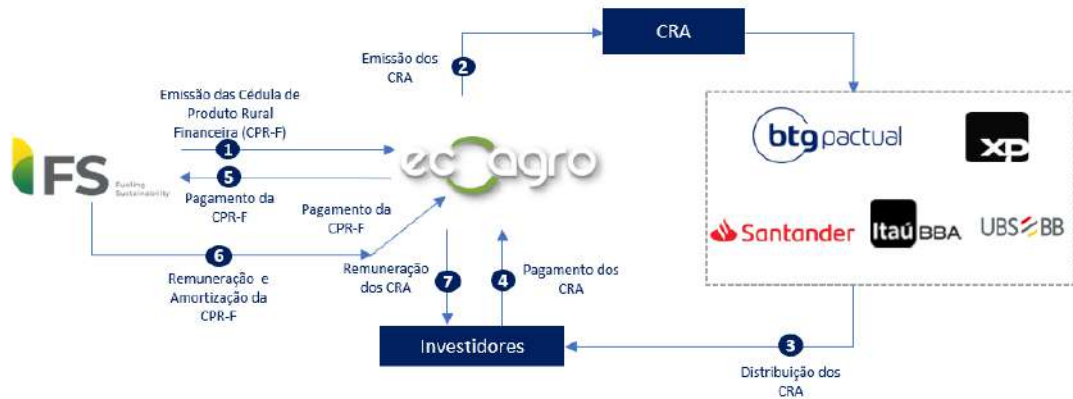 CRA
Emissão dos
CRA
2
Emissão das Cédula de
Produto Rural
Financeira (CPR-F)
1
FS
Fueling
Sustainability
ecoagro
5
Pagamento da
CPR-F
Pagamento da
CPR-F
6
Remuneração e
Amortização da
CPR-F
Remuneração
dos CRA
7
4
Pagamento dos
CRA
Investidores
btgpactual
xp
Santander
Itaú BBA
UBS BB
3
Distribuição dos
CRA